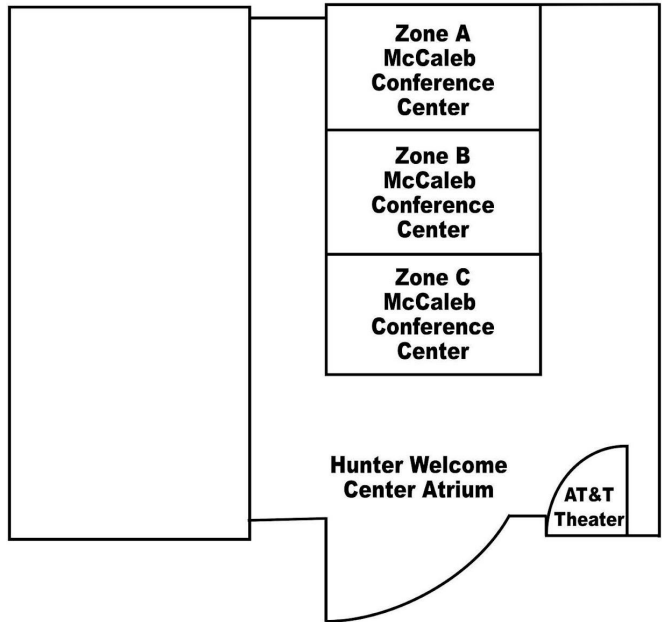 Zone A
McCaleb
Conference
Center
Zone B
McCaleb
Conference
Center
Zone C
McCaleb
Conference
Center
Hunter Welcome
Center Atrium
AT&T
Theater